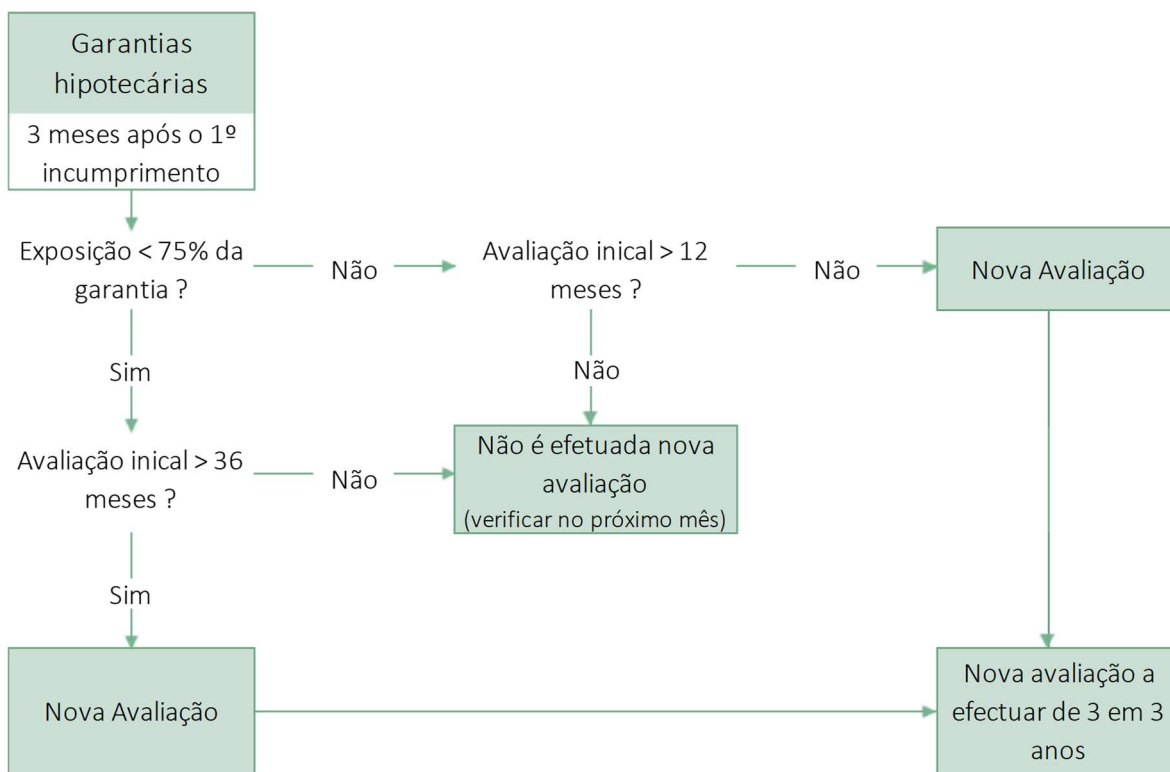 Garantias
hipotecárias
3 meses após o 1º
incumprimento
Exposição < 75% da
garantia ?
Não
Avaliação inical > 12
meses ?
Não
Nova Avaliação
Sim
Não
Avaliação inical > 36
meses ?
Não
Não é efetuada nova
avaliação
(verificar no próximo mês)
Sim
Nova Avaliação
Nova avaliação a
efectuar de 3 em 3
anos